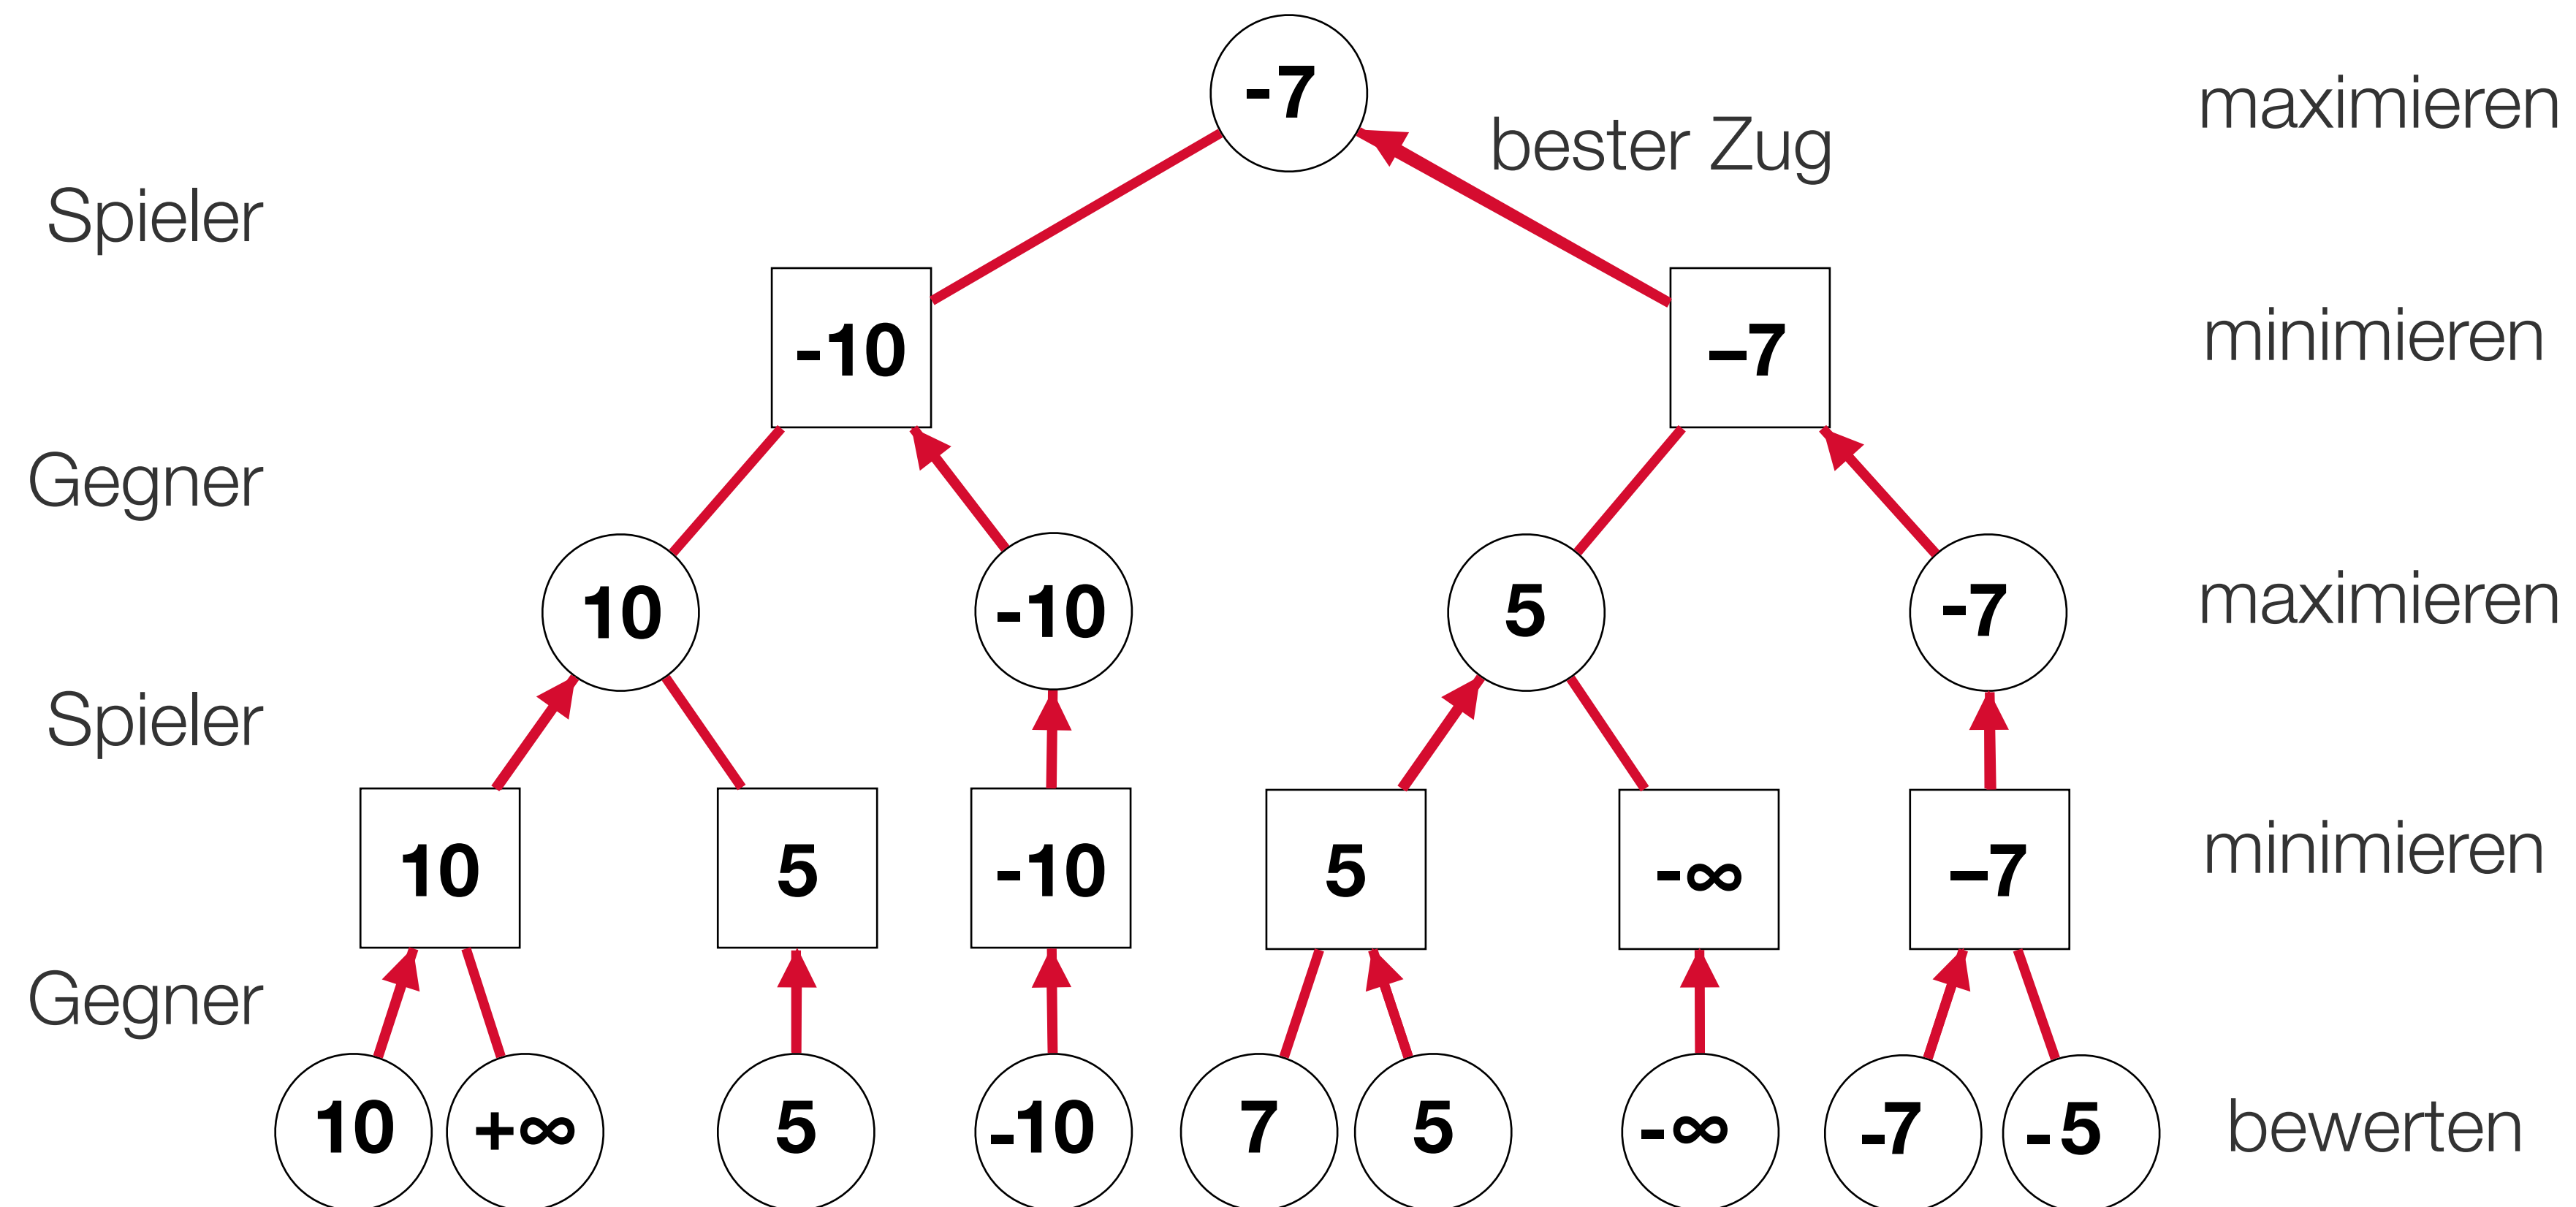 -7
maximieren
bester Zug
Spieler
-10
–7
minimieren
Gegner
10
-10
5
-7
maximieren
Spieler
10
5
-10
5
-∞
–7
minimieren
Gegner
10
+∞
5
-10
7
5
-∞
-7
-5
bewerten